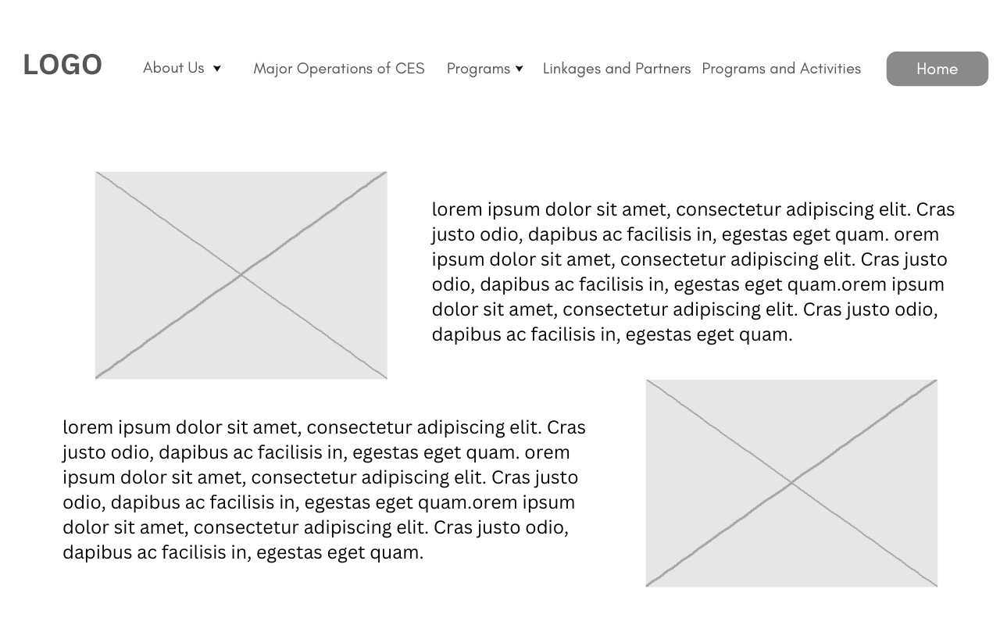 LOGO About Us Major Operations of CES Programs Linkages and Partners Programs and Activities Home
lorem ipsum dolor sit amet, consectetur adipiscing elit. Cras
justo odio, dapibus ac facilisis in, egestas eget quam. orem
ipsum dolor sit amet, consectetur adipiscing elit. Cras justo
odio, dapibus ac facilisis in, egestas eget quam.orem ipsum
dolor sit amet, consectetur adipiscing elit. Cras justo odio,
dapibus ac facilisis in, egestas eget quam.
lorem ipsum dolor sit amet, consectetur adipiscing elit. Cras
justo odio, dapibus ac facilisis in, egestas eget quam. orem
ipsum dolor sit amet, consectetur adipiscing elit. Cras justo
odio, dapibus ac facilisis in, egestas eget quam.orem ipsum
dolor sit amet, consectetur adipiscing elit. Cras justo odio,
dapibus ac facilisis in, egestas eget quam.